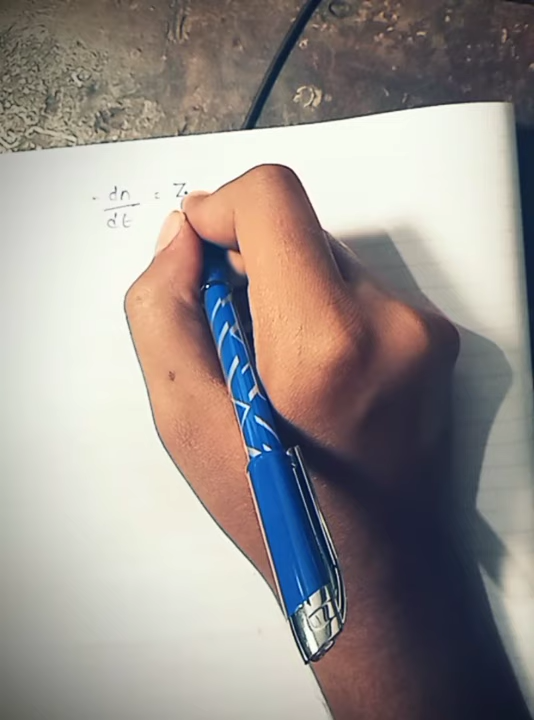 - dn/dt = Z